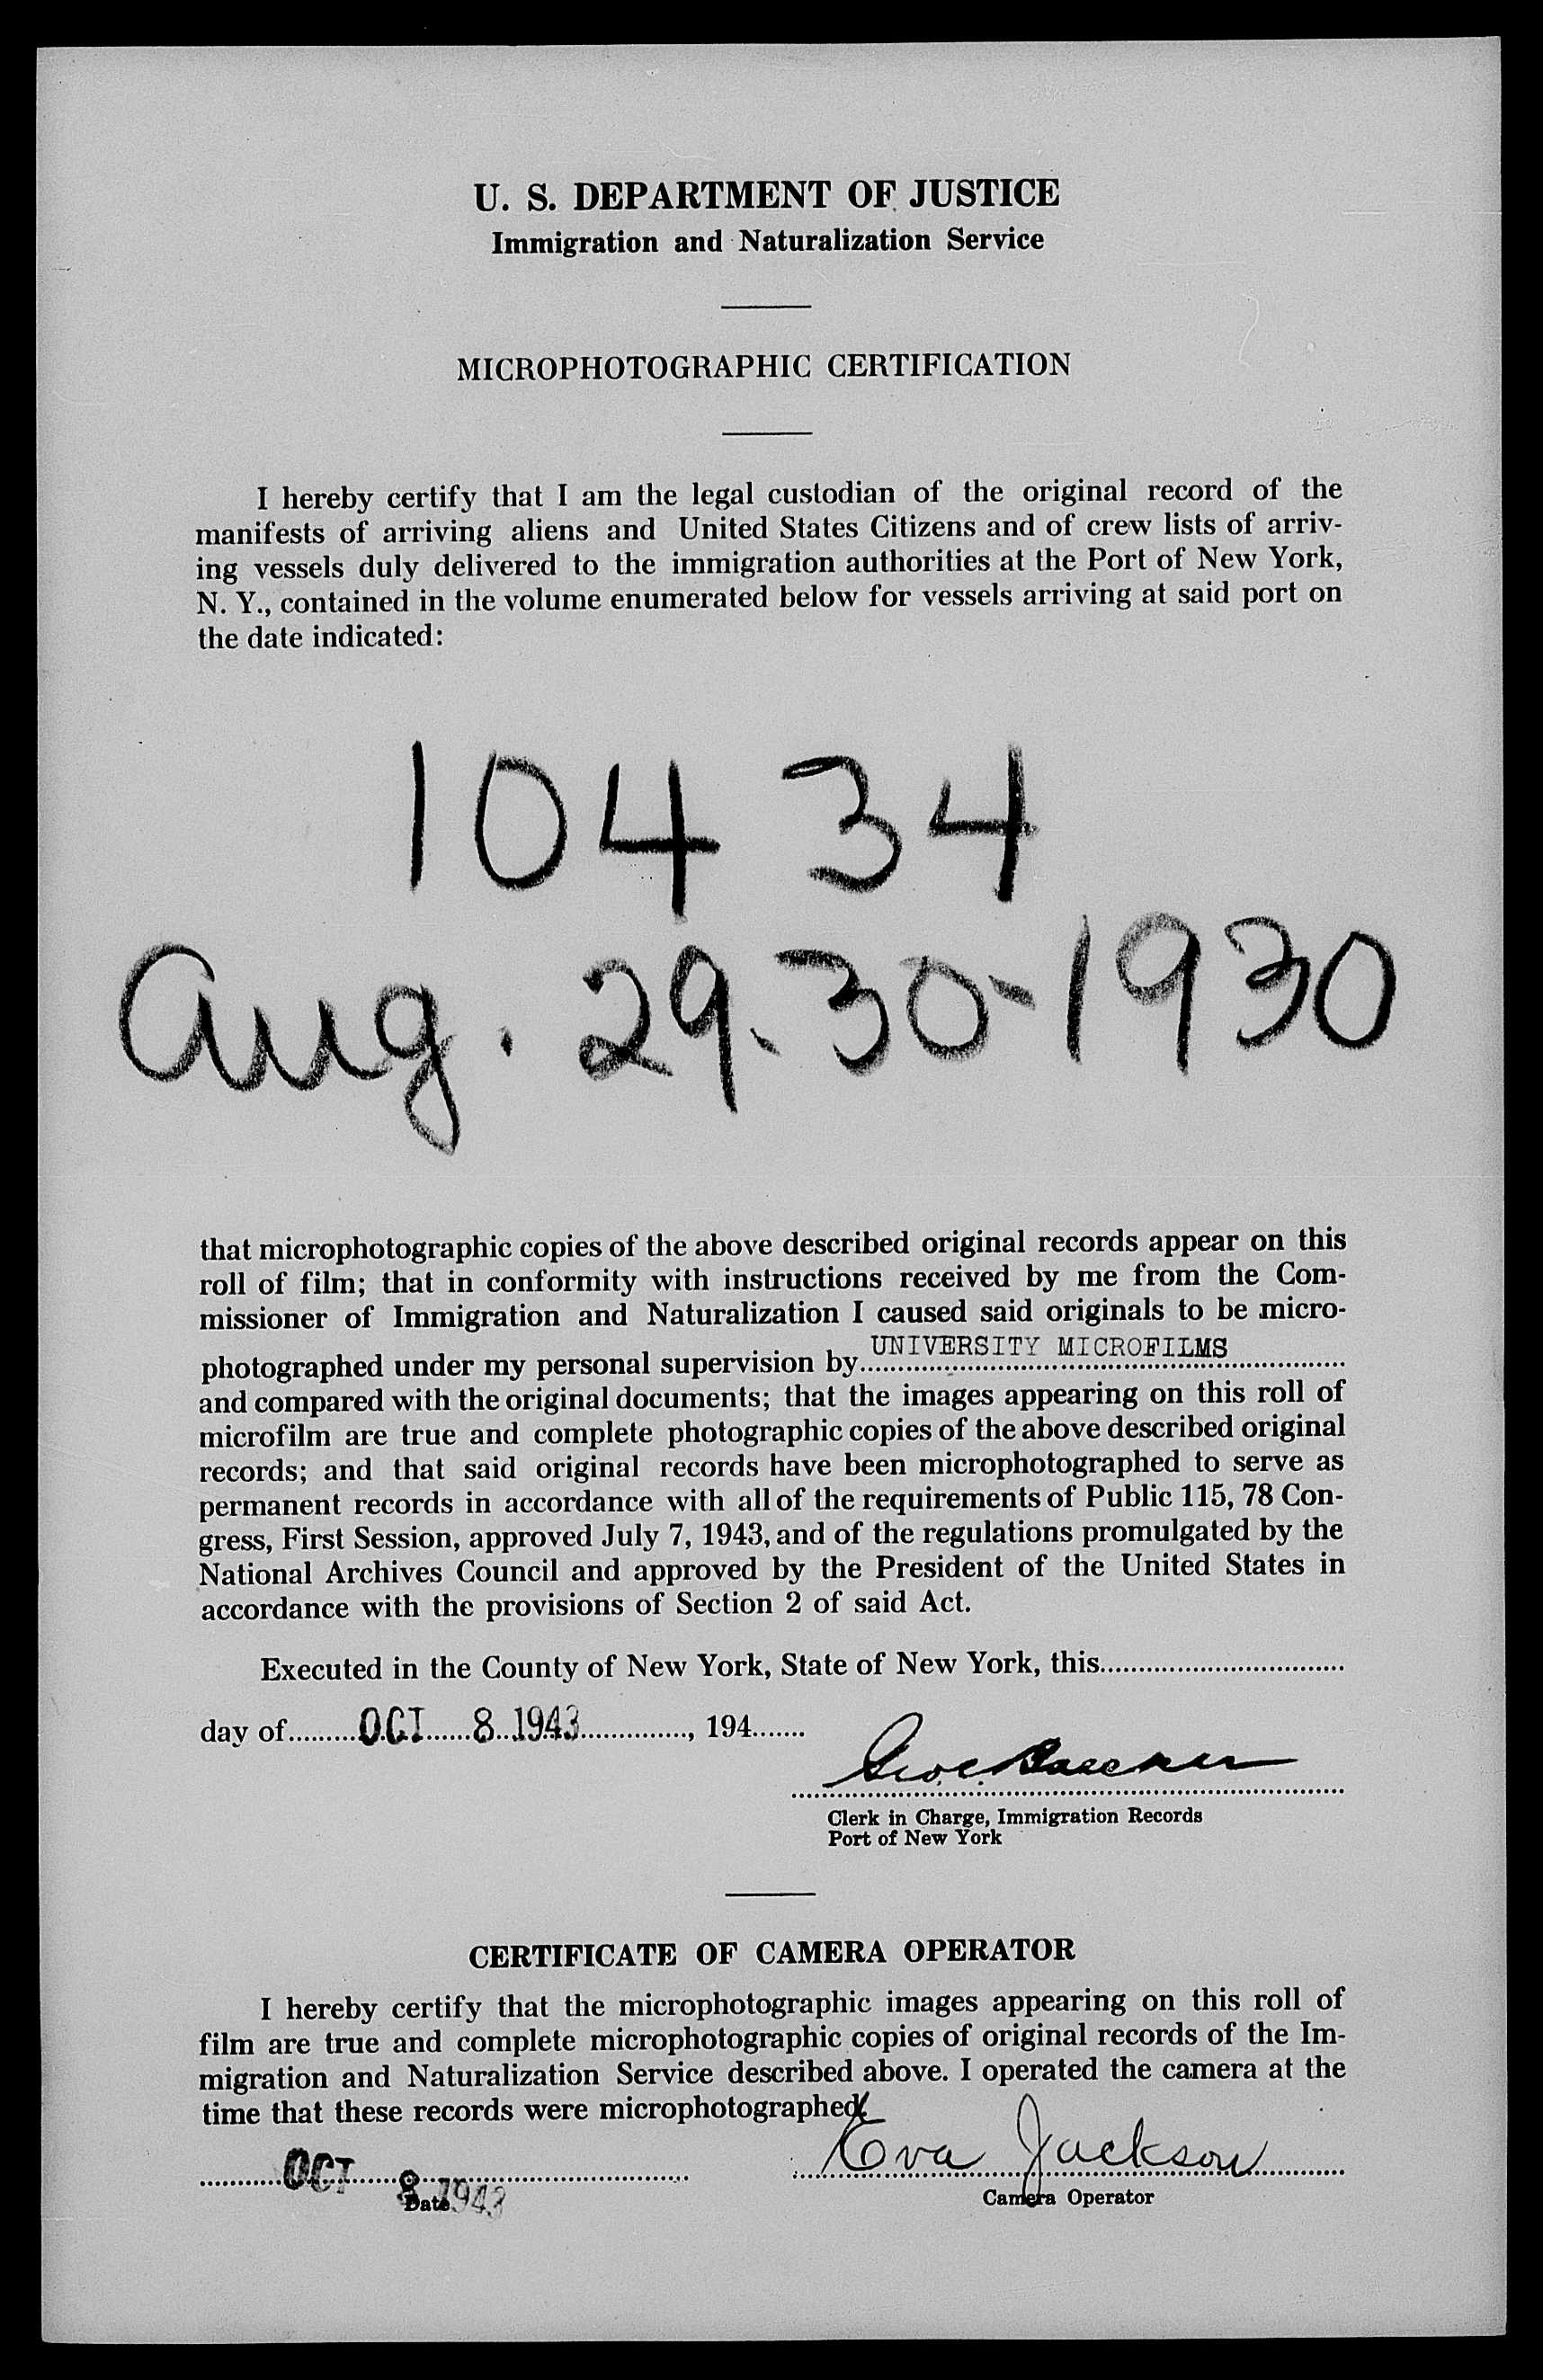 U. S. DEPARTMENT OF JUSTICE
Immigration and Naturalization Service
MICROPHOTOGRAPHIC CERTIFICATION
I hereby certify that I am the legal custodian of the original record of the
manifests of arriving aliens and United States Citizens and of crew lists of arriv-
ing vessels duly delivered to the immigration authorities at the Port of New York,
N. Y., contained in the volume enumerated below for vessels arriving at said port on
the date indicated:
10434
Aug. 29-30-1930
that microphotographic copies of the above described original records appear on this
roll of film; that in conformity with instructions received by me from the Com-
missioner of Immigration and Naturalization I caused said originals to be micro-
photographed under my personal supervision by UNIVERSITY MICROFILMS
and compared with the original documents; that the images appearing on this roll of
microfilm are true and complete photographic copies of the above described original
records; and that said original records have been microphotographed to serve as
permanent records in accordance with all of the requirements of Public 115, 78 Con-
gress, First Session, approved July 7, 1943, and of the regulations promulgated by the
National Archives Council and approved by the President of the United States in
accordance with the provisions of Section 2 of said Act.
Executed in the County of New York, State of New York, this
day of OCT 8 1943, 194
Clerk in Charge, Immigration Records
Port of New York
CERTIFICATE OF CAMERA OPERATOR
I hereby certify that the microphotographic images appearing on this roll of
film are true and complete microphotographic copies of original records of the Im-
migration and Naturalization Service described above. I operated the camera at the
time that these records were microphotographed.
OCT 8 1943 Eva Jackson
Date Camera Operator